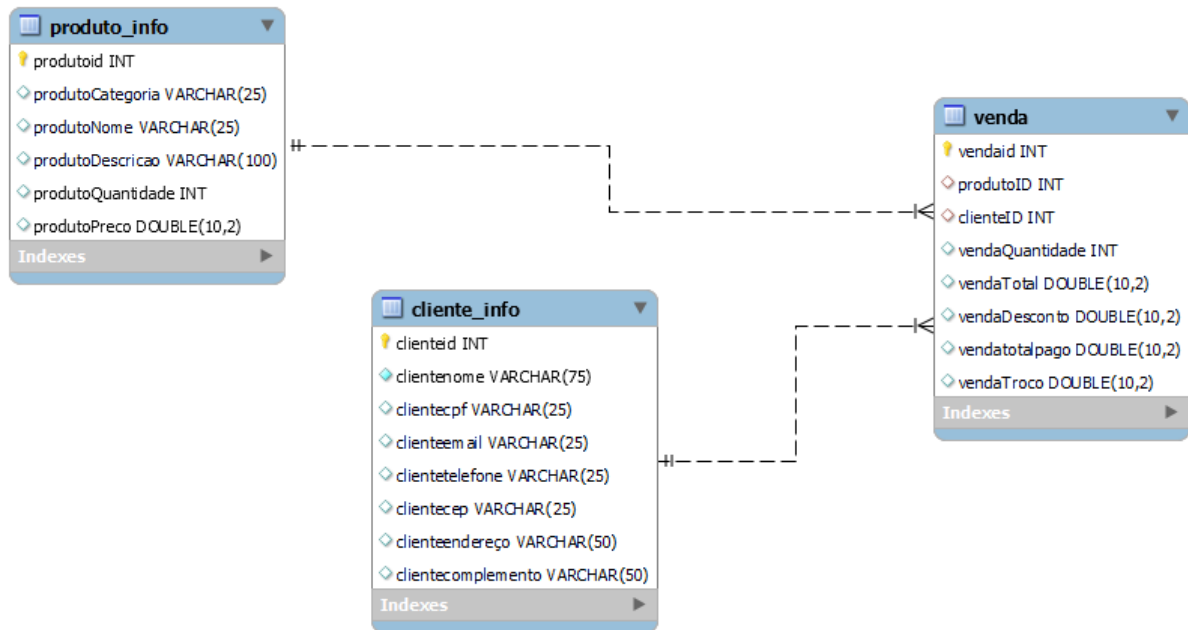 produto_info
produtoid INT
produtoCategoria VARCHAR(25)
produtoNome VARCHAR(25)
produtoDescricao VARCHAR(100)
produtoQuantidade INT
produtoPreco DOUBLE(10,2)
Indexes
cliente_info
clienteid INT
clientenome VARCHAR(75)
clientecpf VARCHAR(25)
clienteemail VARCHAR(25)
clientetelefone VARCHAR(25)
clientecep VARCHAR(25)
clienteendereço VARCHAR(50)
clientecomplemento VARCHAR(50)
Indexes
venda
vendaid INT
produtoID INT
clienteID INT
vendaQuantidade INT
vendaTotal DOUBLE(10,2)
vendaDesconto DOUBLE(10,2)
vendatotalpago DOUBLE(10,2)
vendaTroco DOUBLE(10,2)
Indexes